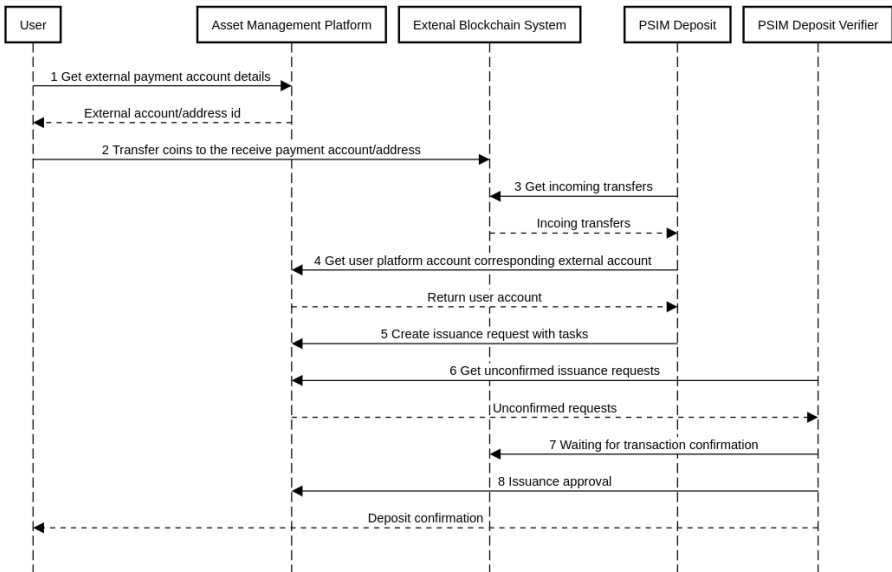 User
Asset Management Platform
Extenal Blockchain System
PSIM Deposit
PSIM Deposit Verifier
1 Get external payment account details
External account/address id
2 Transfer coins to the receive payment account/address
3 Get incoming transfers
Incoing transfers
4 Get user platform account corresponding external account
Return user account
5 Create issuance request with tasks
6 Get unconfirmed issuance requests
Unconfirmed requests
7 Waiting for transaction confirmation
8 Issuance approval
Deposit confirmation